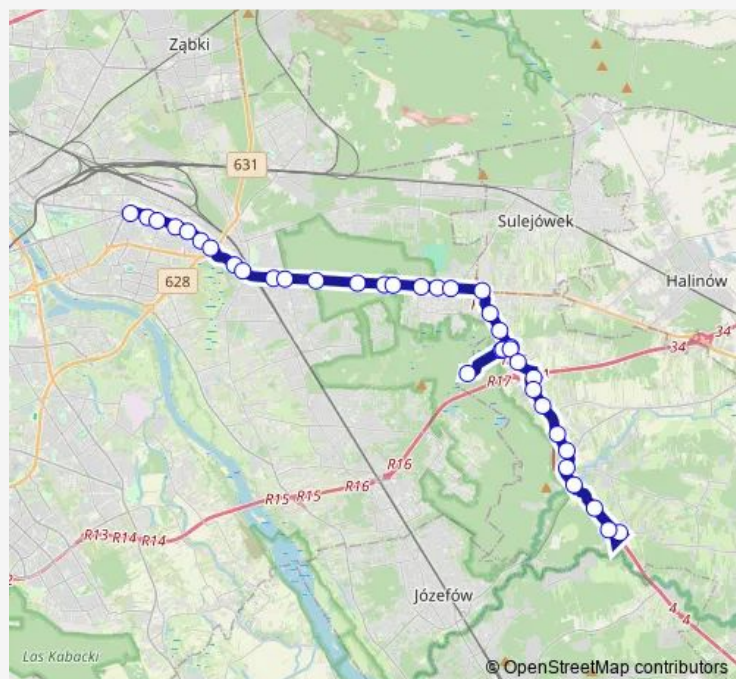 Ząbki
631
Sulejówek
628
Halinów
34
34
R17
R16
R16
R15
R15
R13
R14
R14
Józefów
4
4
Las Kabacki
© OpenStreetMap contributors